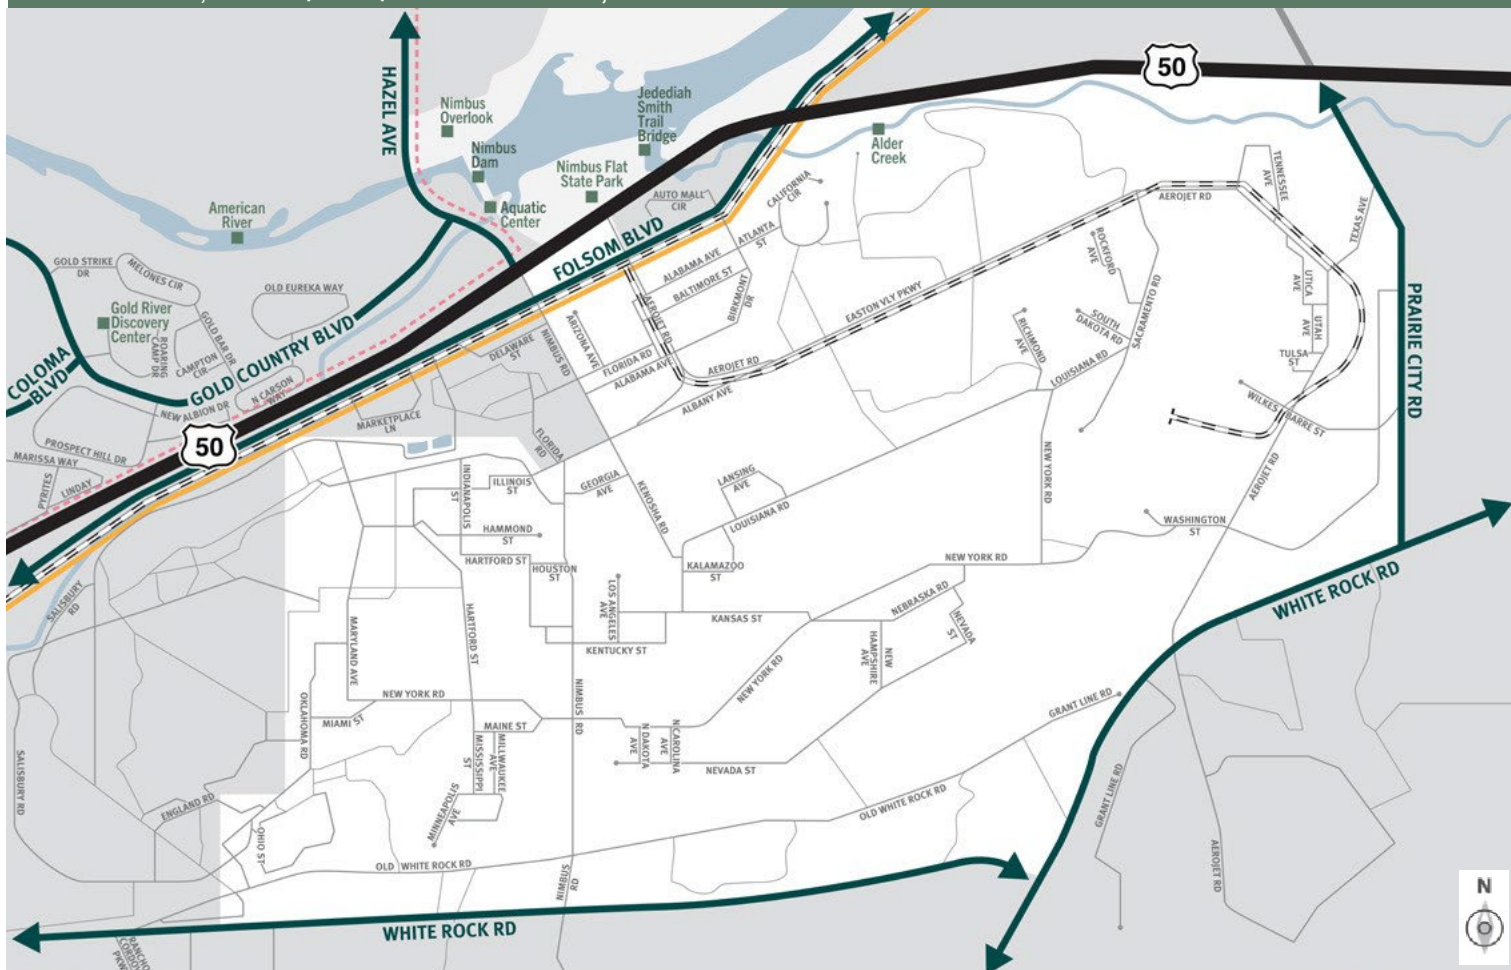 50
HAZEL AVE
Nimbus
Overlook
Jedediah
Smith
Trail
Bridge
Nimbus
Dam
Nimbus Flat
State Park
Alder
Creek
Aquatic
Center
American
River
AUTO MALL
CIR
CALIFORNIA
CIR
TENNESSEE
AVE
AEROJET RD
TEXAS AVE
FOLSOM BLVD
ATLANTA
ST
ALABAMA AVE
BALTIMORE ST
BIRKMONT
DR
ROCKFORD
AVE
SACRAMENTO RD
UTICA
AVE
UTAH
AVE
TULSA
ST
PRAIRIE CITY RD
GOLD STRIKE
DR
MELONES CIR
OLD EUREKA WAY
Gold River
Discovery
Center
ROARING
CAMP DR
GOLD BAR DR
CAMPTON
CIR
GOLD COUNTRY BLVD
COLOMA
BLVD
N CARSON
WAY
NEW ALBION DR
ARIZONA AVE
AEROJET RD
NIMBUS RD
DELAWARE
ST
FLORIDA RD
ALABAMA AVE
AEROJET RD
ALBANY AVE
EASTON VLY PKWY
RICHMOND
AVE
SOUTH
DAKOTA RD
LOUISIANA RD
WILKES BARRE ST
AEROJET RD
50
MARKETPLACE
LN
PROSPECT HILL DR
MARISSA WAY
PYRITES
LINDAY
FLORIDA
RD
INDIANAPOLIS
ST
ILLINOIS
ST
GEORGIA
AVE
KENOSHA RD
LANSING
AVE
LOUISIANA RD
NEW YORK RD
WASHINGTON
ST
HAMMOND
ST
HARTFORD ST
HOUSTON
ST
KALAMAZOO
ST
NEW YORK RD
SALISBURY
RD
LOS ANGELES
AVE
KANSAS ST
NEBRASKA RD
NEVADA
ST
WHITE ROCK RD
MARYLAND AVE
HARTFORD ST
KENTUCKY ST
NEW
HAMPSHIRE
AVE
NEW YORK RD
NEW YORK RD
NIMBUS RD
OKLAHOMA RD
MIAMI ST
MAINE ST
MISSISSIPPI
ST
MILLWAUKEE
AVE
N DAKOTA
AVE
N CAROLINA
AVE
NEVADA ST
GRANT LINE RD
GRANT LINE RD
SALISBURY RD
ENGLAND RD
MINNEAPOLIS
AVE
OHIO ST
OLD WHITE ROCK RD
OLD WHITE ROCK RD
NIMBUS
RD
AEROJET RD
WHITE ROCK RD
RANCHO
CORDOVA
PKWY
N